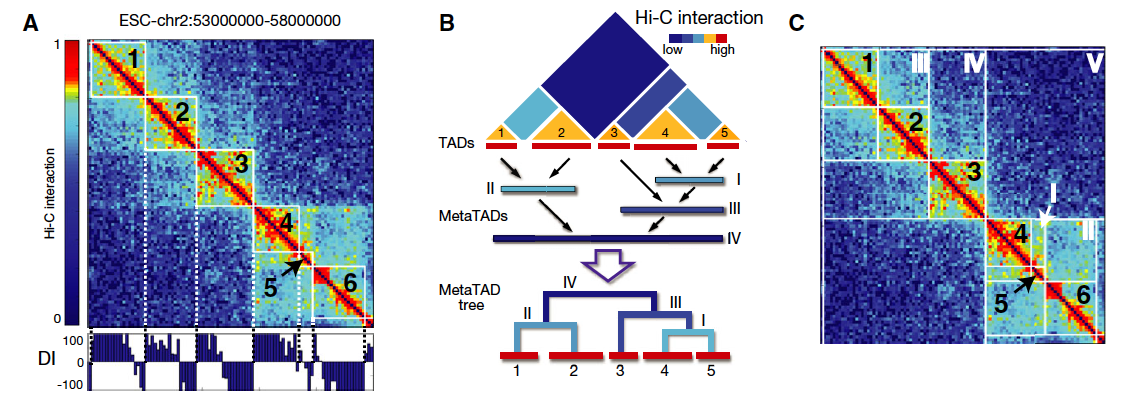 A
ESC-chr2:53000000-58000000
1
0
Hi-C interaction
1
2
3
4
5
6
DI
100
0
-100
B
Hi-C interaction
low
high
TADs
1
2
3
4
5
II
I
MetaTADs
III
IV
MetaTAD
tree
IV
II
III
I
1
2
3
4
5
C
III
IV
V
1
2
3
I
II
4
5
6